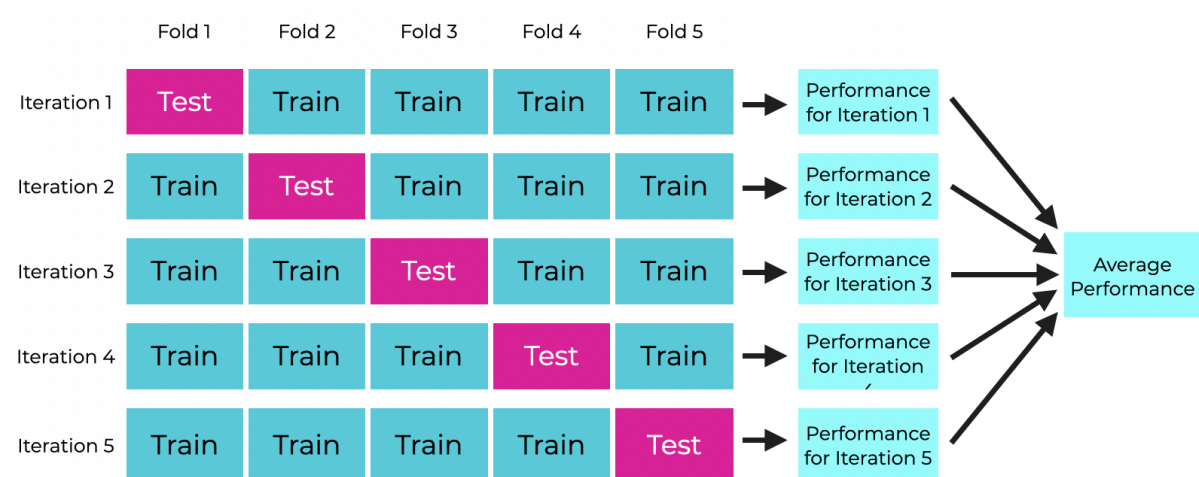 Fold 1 Fold 2 Fold 3 Fold 4 Fold 5
Iteration 1 Test Train Train Train Train
Performance
for Iteration 1
Iteration 2 Train Test Train Train Train
Performance
for Iteration 2
Iteration 3 Train Train Test Train Train
Performance
for Iteration 3
Average
Performance
Iteration 4 Train Train Train Test Train
Performance
for Iteration
Iteration 5 Train Train Train Train Test
Performance
for Iteration 5